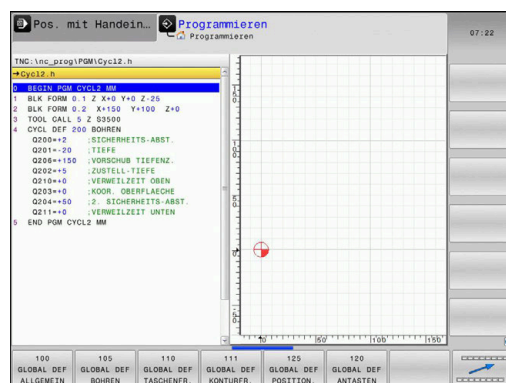 Pos. mit Handein… Programmieren
Programmieren
07:22
TNC:\nc_prog\PGM\Cycl2.h
→Cycl2.h
0 BEGIN PGM CYCL2 MM
1 BLK FORM 0.1 Z X+0 Y+0 Z-25
2 BLK FORM 0.2 X+150 Y+100 Z+0
3 TOOL CALL 5 Z S3500
4 CYCL DEF 200 BOHREN
Q200=+2 ;SICHERHEITS-ABST.
Q201=-20 ;TIEFE
Q206=+150 ;VORSCHUB TIEFENZ.
Q202=+5 ;ZUSTELL-TIEFE
Q210=+0 ;VERWEILZEIT OBEN
Q203=+0 ;KOOR. OBERFLAECHE
Q204=+50 ;2. SICHERHEITS-ABST.
Q211=+0 ;VERWEILZEIT UNTEN
5 END PGM CYCL2 MM
0 50 100 150
100 105 110 111 125 120
GLOBAL DEF GLOBAL DEF GLOBAL DEF GLOBAL DEF GLOBAL DEF GLOBAL DEF
ALLGEMEIN BOHREN TASCHENFR. KONTURFR. POSITION. ANTASTEN